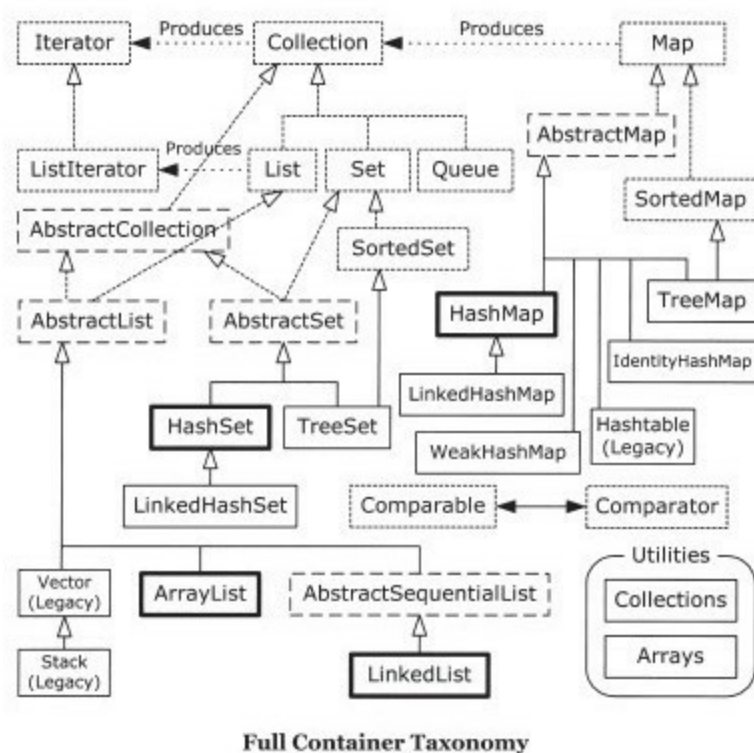 Iterator
Produces
Collection
Produces
Map
AbstractMap
ListIterator
Produces
List
Set
Queue
SortedMap
AbstractCollection
SortedSet
AbstractList
AbstractSet
HashMap
TreeMap
IdentityHashMap
LinkedHashMap
HashSet
TreeSet
Hashtable
(Legacy)
WeakHashMap
LinkedHashSet
Comparable
Comparator
Utilities
Vector
(Legacy)
ArrayList
AbstractSequentialList
Collections
Stack
(Legacy)
LinkedList
Arrays
Full Container Taxonomy